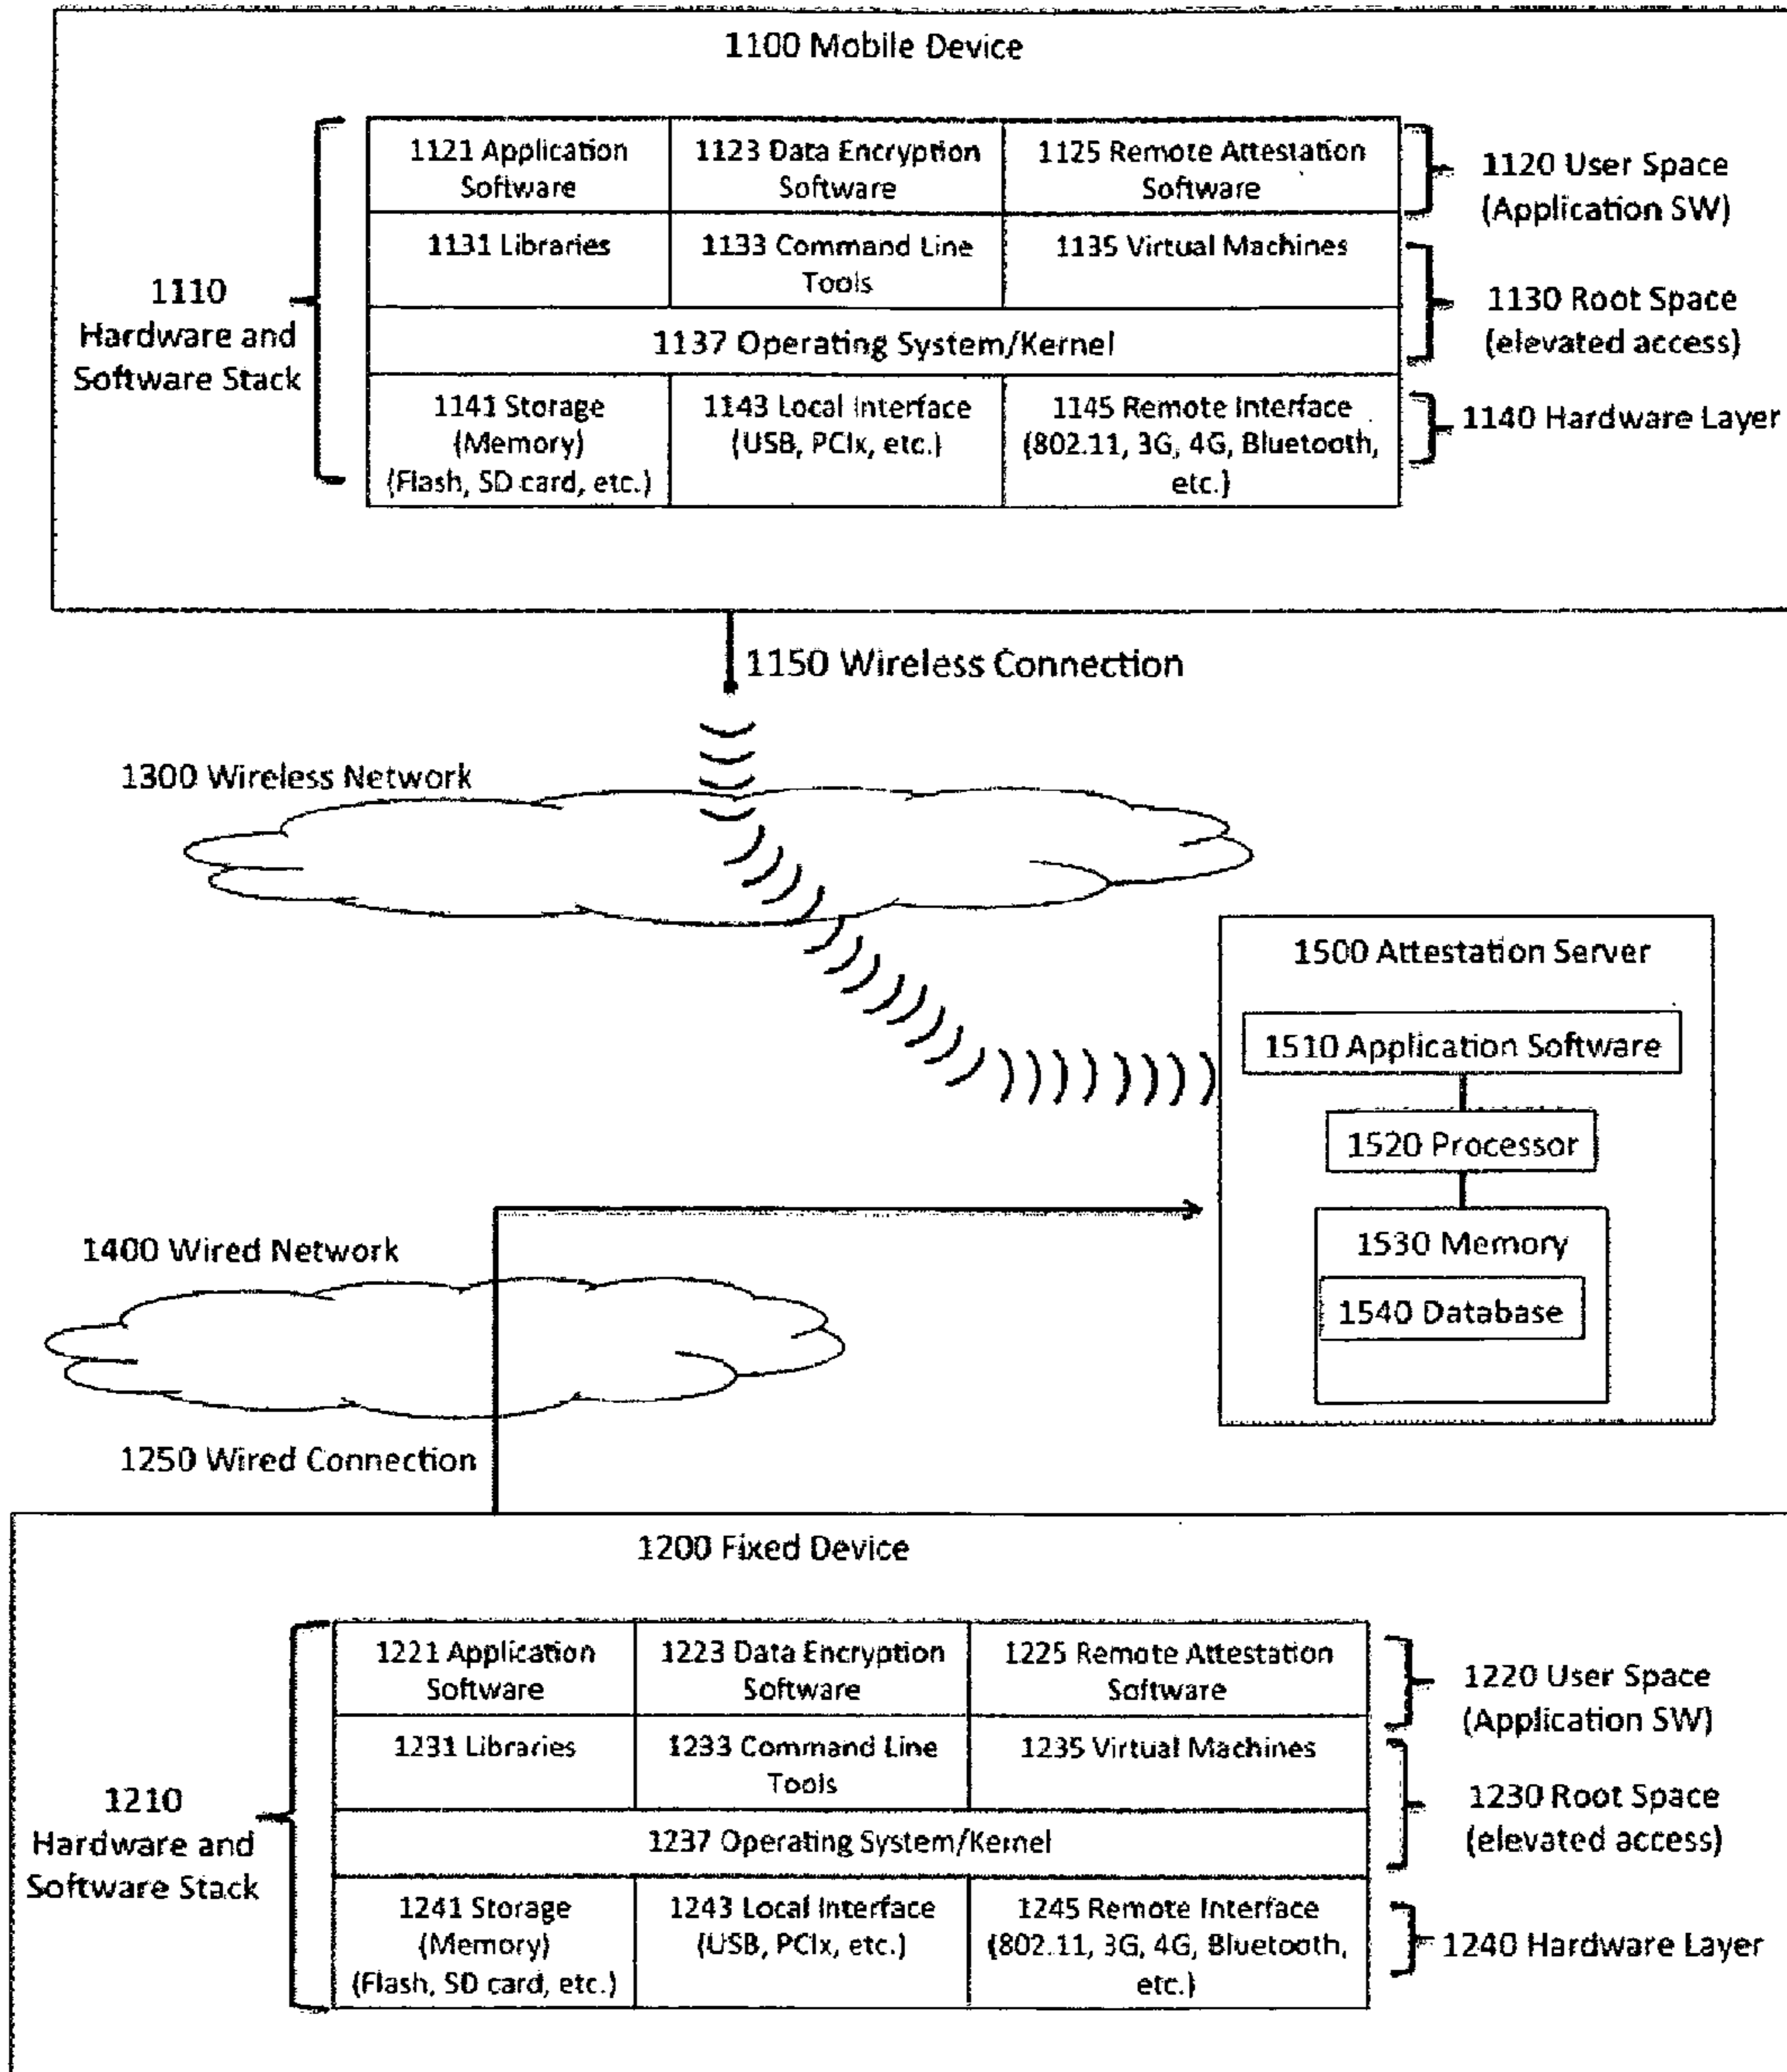 1100 Mobile Device
1110
Hardware and
Software Stack
1121 Application
Software
1123 Data Encryption
Software
1125 Remote Attestation
Software
1120 User Space
(Application SW)
1131 Libraries
1133 Command Line
Tools
1135 Virtual Machines
1130 Root Space
(elevated access)
1137 Operating System/Kernel
1141 Storage
(Memory)
(Flash, SD card, etc.)
1143 Local Interface
(USB, PCIx, etc.)
1145 Remote Interface
(802.11, 3G, 4G, Bluetooth,
etc.)
1140 Hardware Layer
1150 Wireless Connection
1300 Wireless Network
1500 Attestation Server
1510 Application Software
1520 Processor
1530 Memory
1540 Database
1400 Wired Network
1250 Wired Connection
1200 Fixed Device
1210
Hardware and
Software Stack
1221 Application
Software
1223 Data Encryption
Software
1225 Remote Attestation
Software
1220 User Space
(Application SW)
1231 Libraries
1233 Command Line
Tools
1235 Virtual Machines
1230 Root Space
(elevated access)
1237 Operating System/Kernel
1241 Storage
(Memory)
(Flash, SD card, etc.)
1243 Local Interface
(USB, PCIx, etc.)
1245 Remote Interface
(802.11, 3G, 4G, Bluetooth,
etc.)
1240 Hardware Layer